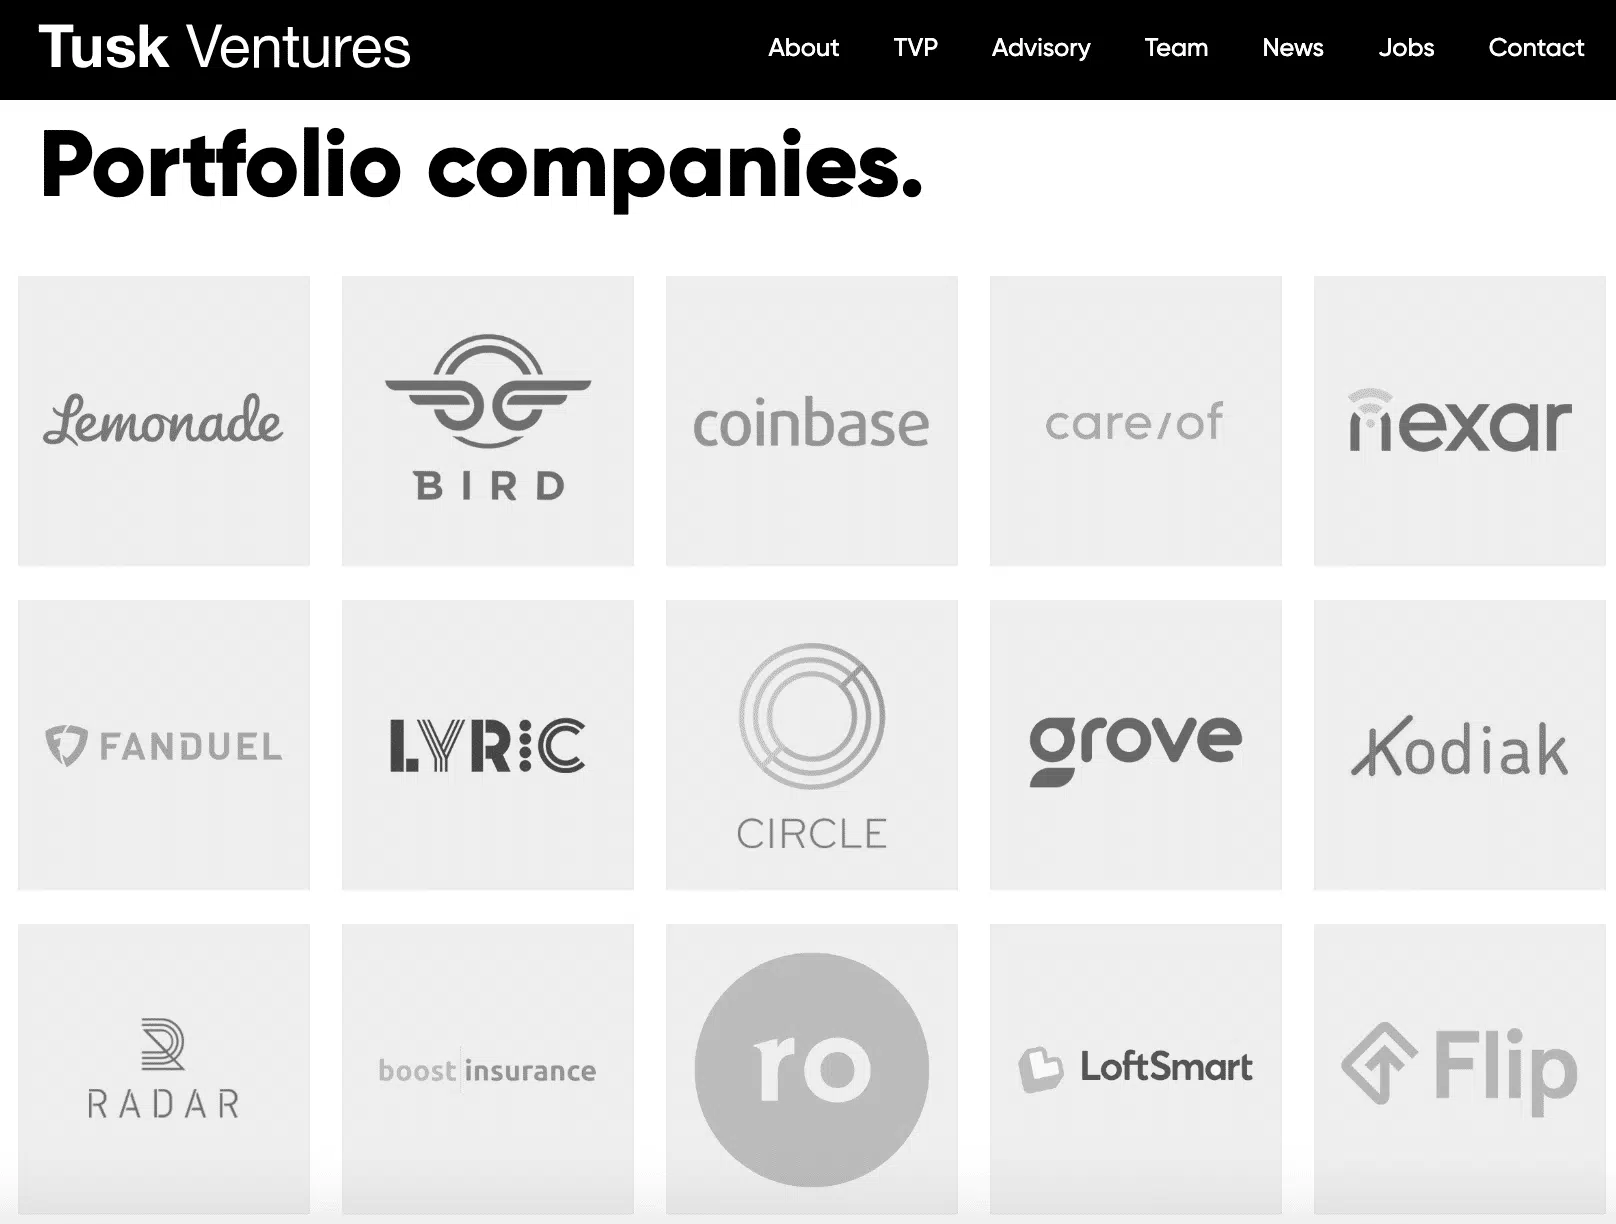 Tusk Ventures
About TVP Advisory Team News Jobs Contact
Portfolio companies.
Lemonade
BIRD
coinbase
care/of
nexar
FANDUEL
LYRIC
CIRCLE
grove
Kodiak
RADAR
boost insurance
ro
LoftSmart
Flip